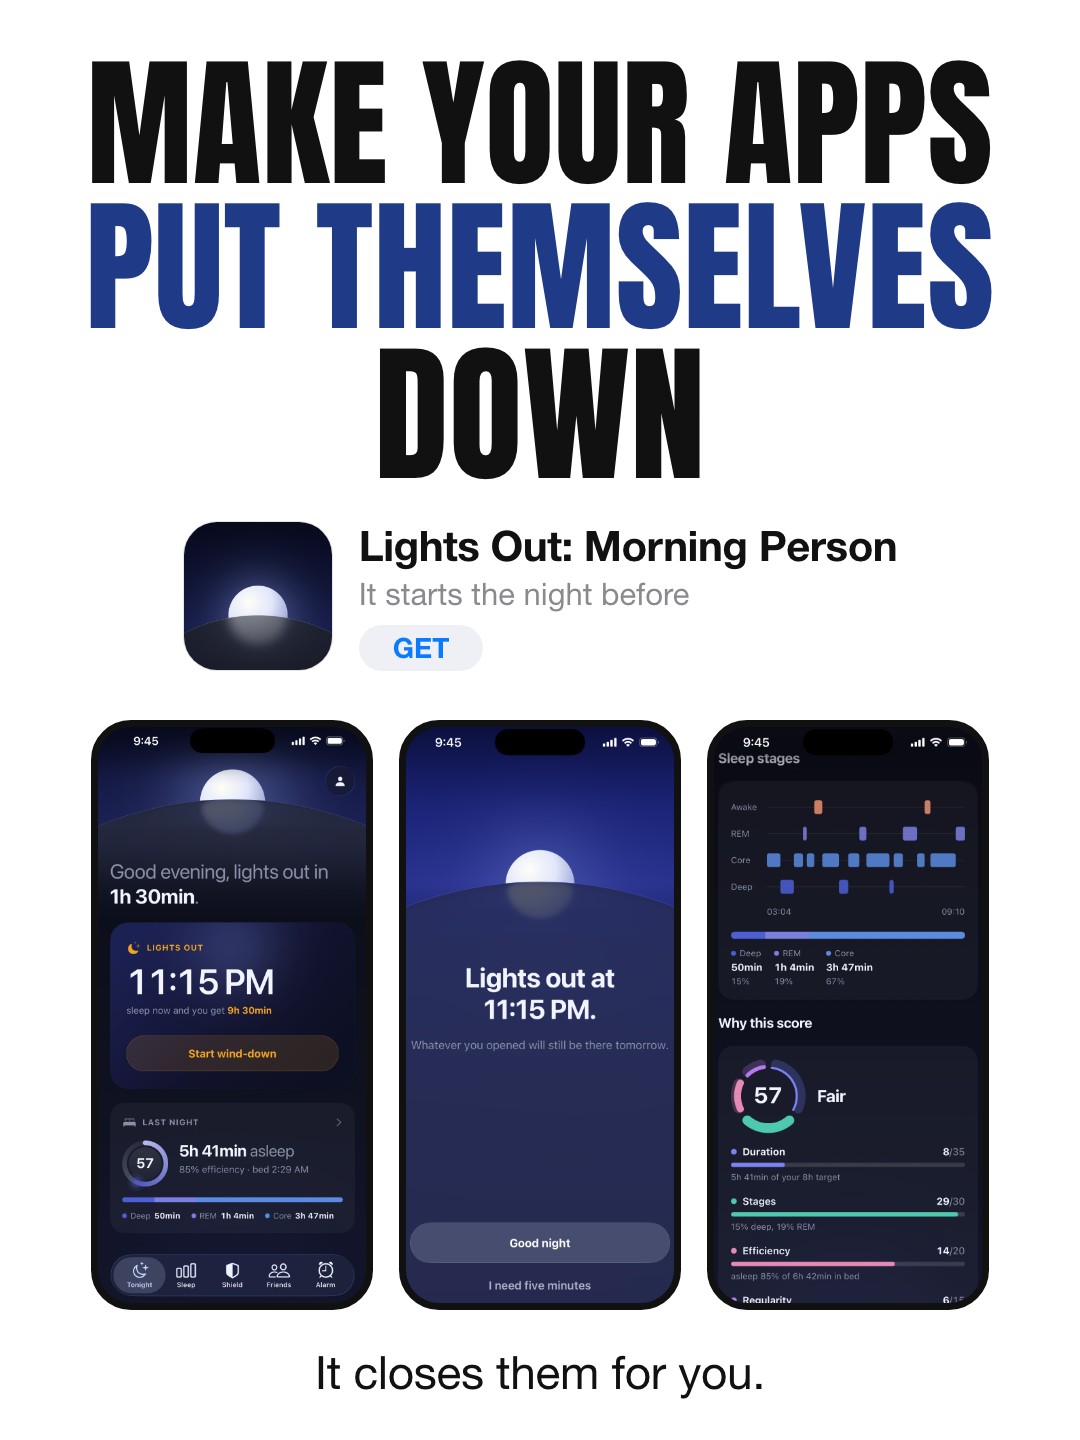 MAKE YOUR APPS
PUT THEMSELVES
DOWN
Lights Out: Morning Person
It starts the night before
GET
9:45
Good evening, lights out in
1h 30min.
LIGHTS OUT
11:15 PM
sleep now and you get 9h 30min
Start wind-down
LAST NIGHT
57
5h 41min asleep
85% efficiency · bed 2:29 AM
Deep 50min REM 1h 4min Core 3h 47min
Tonight Sleep Shield Friends Alarm
9:45
Lights out at
11:15 PM.
Whatever you opened will still be there tomorrow.
Good night
I need five minutes
9:45
Sleep stages
Awake
REM
Core
Deep
03:04 09:10
Deep REM Core
50min 1h 4min 3h 47min
15% 19% 67%
Why this score
57 Fair
Duration 8/35
5h 41min of your 8h target
Stages 29/30
15% deep, 19% REM
Efficiency 14/20
asleep 85% of 6h 42min in bed
Regularity 6/15
It closes them for you.